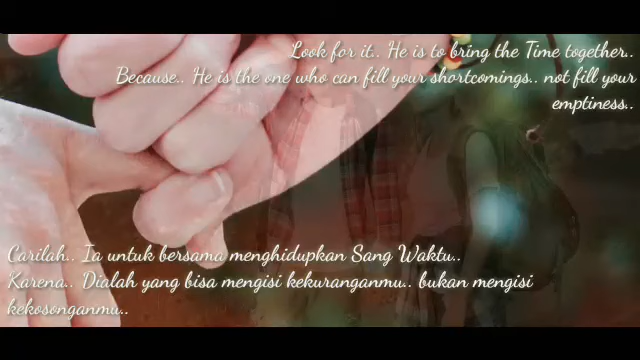 Look for it.. He is to bring the Time together..
Because.. He is the one who can fill your shortcomings.. not fill your
emptiness..
Carilah.. Ia untuk bersama menghidupkan Sang Waktu..
Karena.. Dialah yang bisa mengisi kekuranganmu.. bukan mengisi
kekosonganmu..